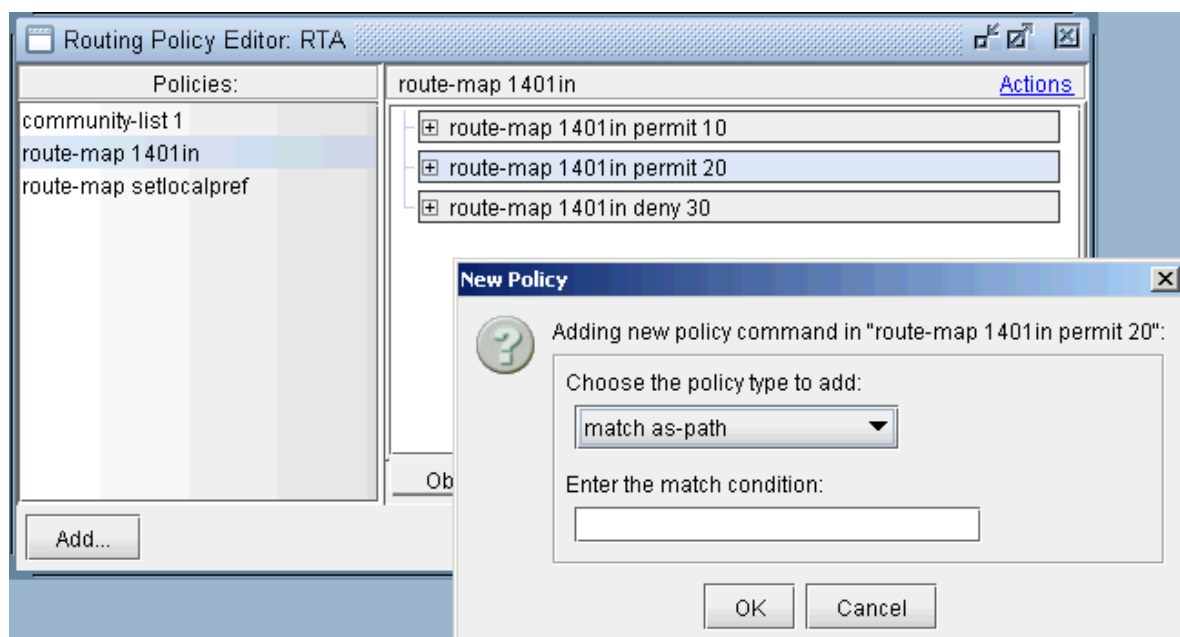 Routing Policy Editor: RTA
Policies:
route-map 1401in
Actions
community-list 1
route-map 1401in
route-map setlocalpref
route-map 1401in permit 10
route-map 1401in permit 20
route-map 1401in deny 30
Ob
Add...
New Policy
Adding new policy command in "route-map 1401in permit 20":
Choose the policy type to add:
match as-path
Enter the match condition:
OK
Cancel